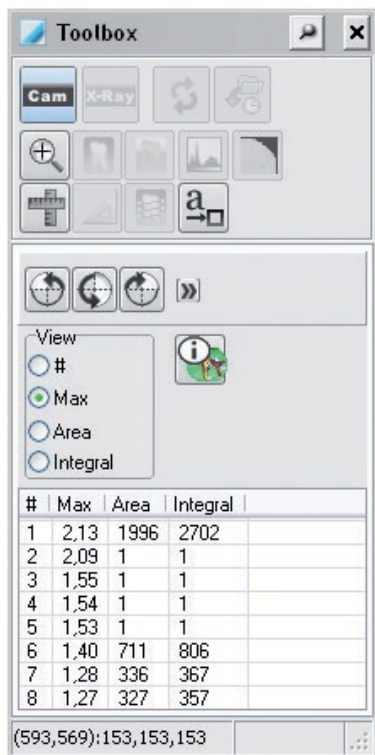 Toolbox
Cam X-Ray
a
View
#
Max
Area
Integral
# Max Area Integral
1 2,13 1996 2702
2 2,09 1 1
3 1,55 1 1
4 1,54 1 1
5 1,53 1 1
6 1,40 711 806
7 1,28 336 367
8 1,27 327 357
(593,569):153,153,153